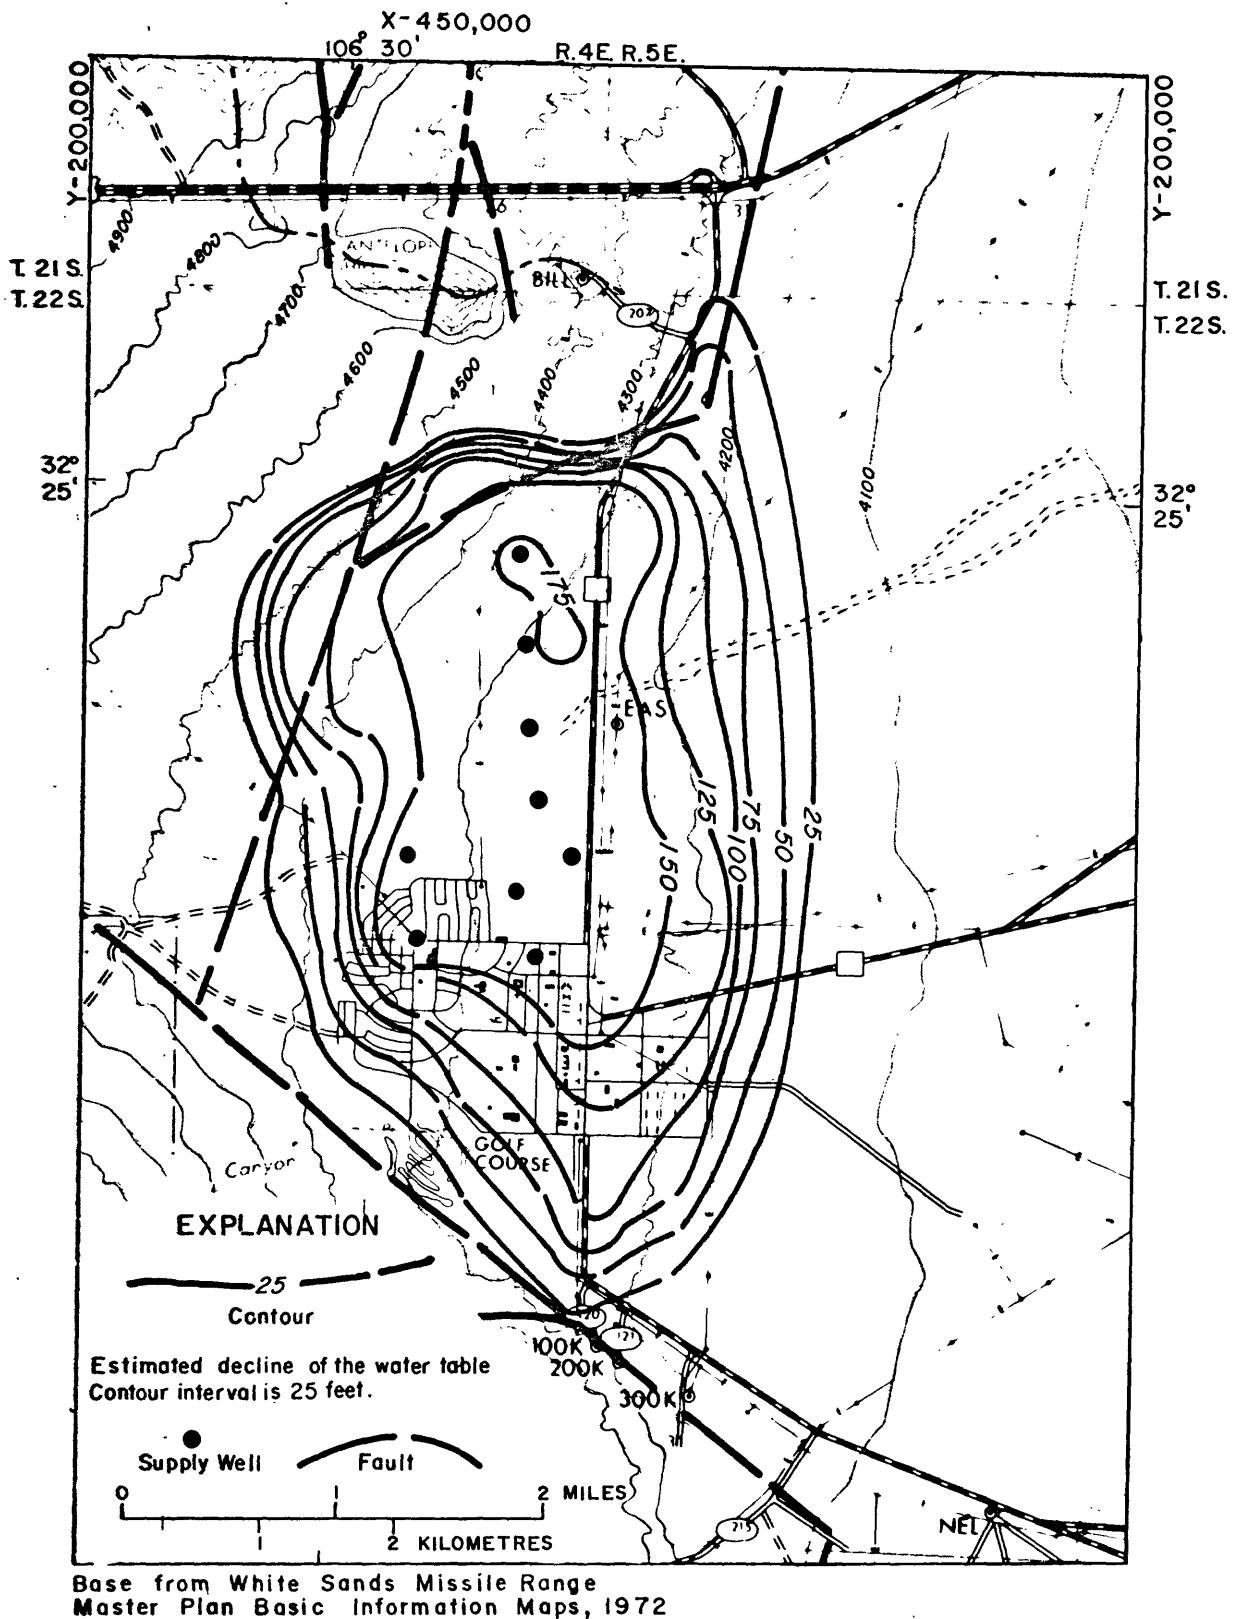 X-450,000
106° 30'
R.4E. R.5E.
Y-200,000
Y-200,000
4900
4800
4700
4600
4500
4400
4300
4200
4100
T. 21 S.
T. 22 S.
T. 21 S.
T. 22 S.
BILL
202
32°
25'
32°
25'
175
EAS
125
75
25
50
100
150
GOLF
COURSE
Canyon
EXPLANATION
25
Contour
Estimated decline of the water table
Contour interval is 25 feet.
Supply Well
Fault
121
100K
200K
300K
0 1 2 MILES
1 2 KILOMETRES
213
NEL
Base from White Sands Missile Range
Master Plan Basic Information Maps, 1972